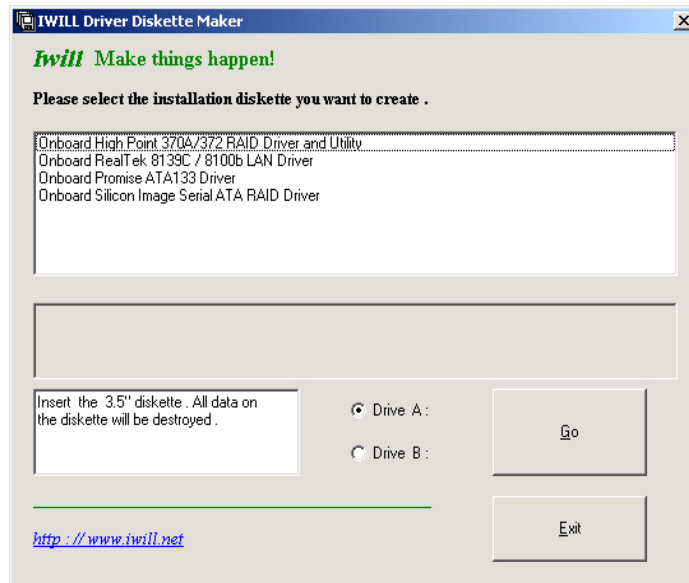 IWILL Driver Diskette Maker
Iwill Make things happen!
Please select the installation diskette you want to create .
Onboard High Point 370A/372 RAID Driver and Utility
Onboard RealTek 8139C / 8100b LAN Driver
Onboard Promise ATA133 Driver
Onboard Silicon Image Serial ATA RAID Driver
Insert the 3.5" diskette . All data on
the diskette will be destroyed .
Drive A :
Drive B :
Go
Exit
http : // www.iwill.net